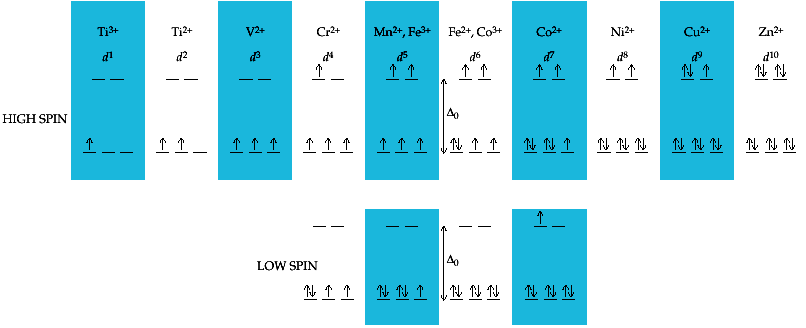 Ti³⁺ Ti²⁺ V²⁺ Cr²⁺ Mn²⁺, Fe³⁺ Fe²⁺, Co³⁺ Co²⁺ Ni²⁺ Cu²⁺ Zn²⁺
d¹ d² d³ d⁴ d⁵ d⁶ d⁷ d⁸ d⁹ d¹⁰
Δ₀
HIGH SPIN
Δ₀
LOW SPIN